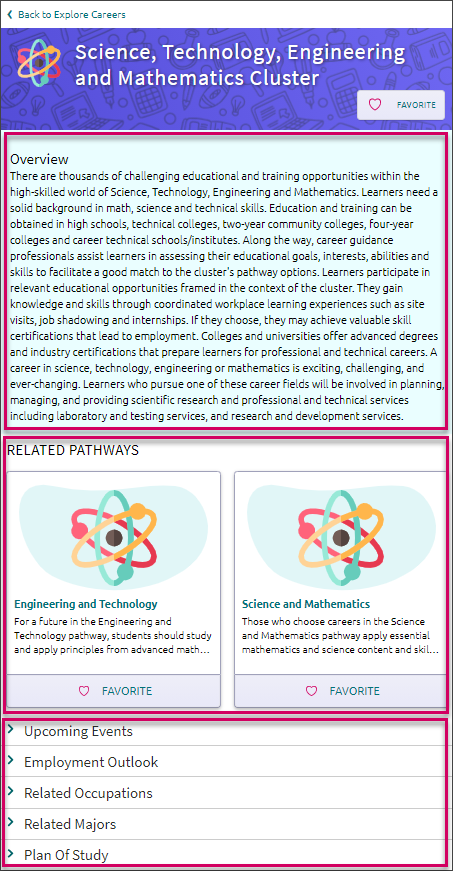 Back to Explore Careers
Science, Technology, Engineering
and Mathematics Cluster
FAVORITE
Overview
There are thousands of challenging educational and training opportunities within the
high-skilled world of Science, Technology, Engineering and Mathematics. Learners need a
solid background in math, science and technical skills. Education and training can be
obtained in high schools, technical colleges, two-year community colleges, four-year
colleges and career technical schools/institutes. Along the way, career guidance
professionals assist learners in assessing their educational goals, interests, abilities and
skills to facilitate a good match to the cluster's pathway options. Learners participate in
relevant educational opportunities framed in the context of the cluster. They gain
knowledge and skills through coordinated workplace learning experiences such as site
visits, job shadowing and internships. If they choose, they may achieve valuable skill
certifications that lead to employment. Colleges and universities offer advanced degrees
and industry certifications that prepare learners for professional and technical careers. A
career in science, technology, engineering or mathematics is exciting, challenging, and
ever-changing. Learners who pursue one of these career fields will be involved in planning,
managing, and providing scientific research and professional and technical services
including laboratory and testing services, and research and development services.
RELATED PATHWAYS
Engineering and Technology
For a future in the Engineering and
Technology pathway, students should study
and apply principles from advanced math...
FAVORITE
Science and Mathematics
Those who choose careers in the Science
and Mathematics pathway apply essential
mathematics and science content and skil...
FAVORITE
Upcoming Events
Employment Outlook
Related Occupations
Related Majors
Plan Of Study